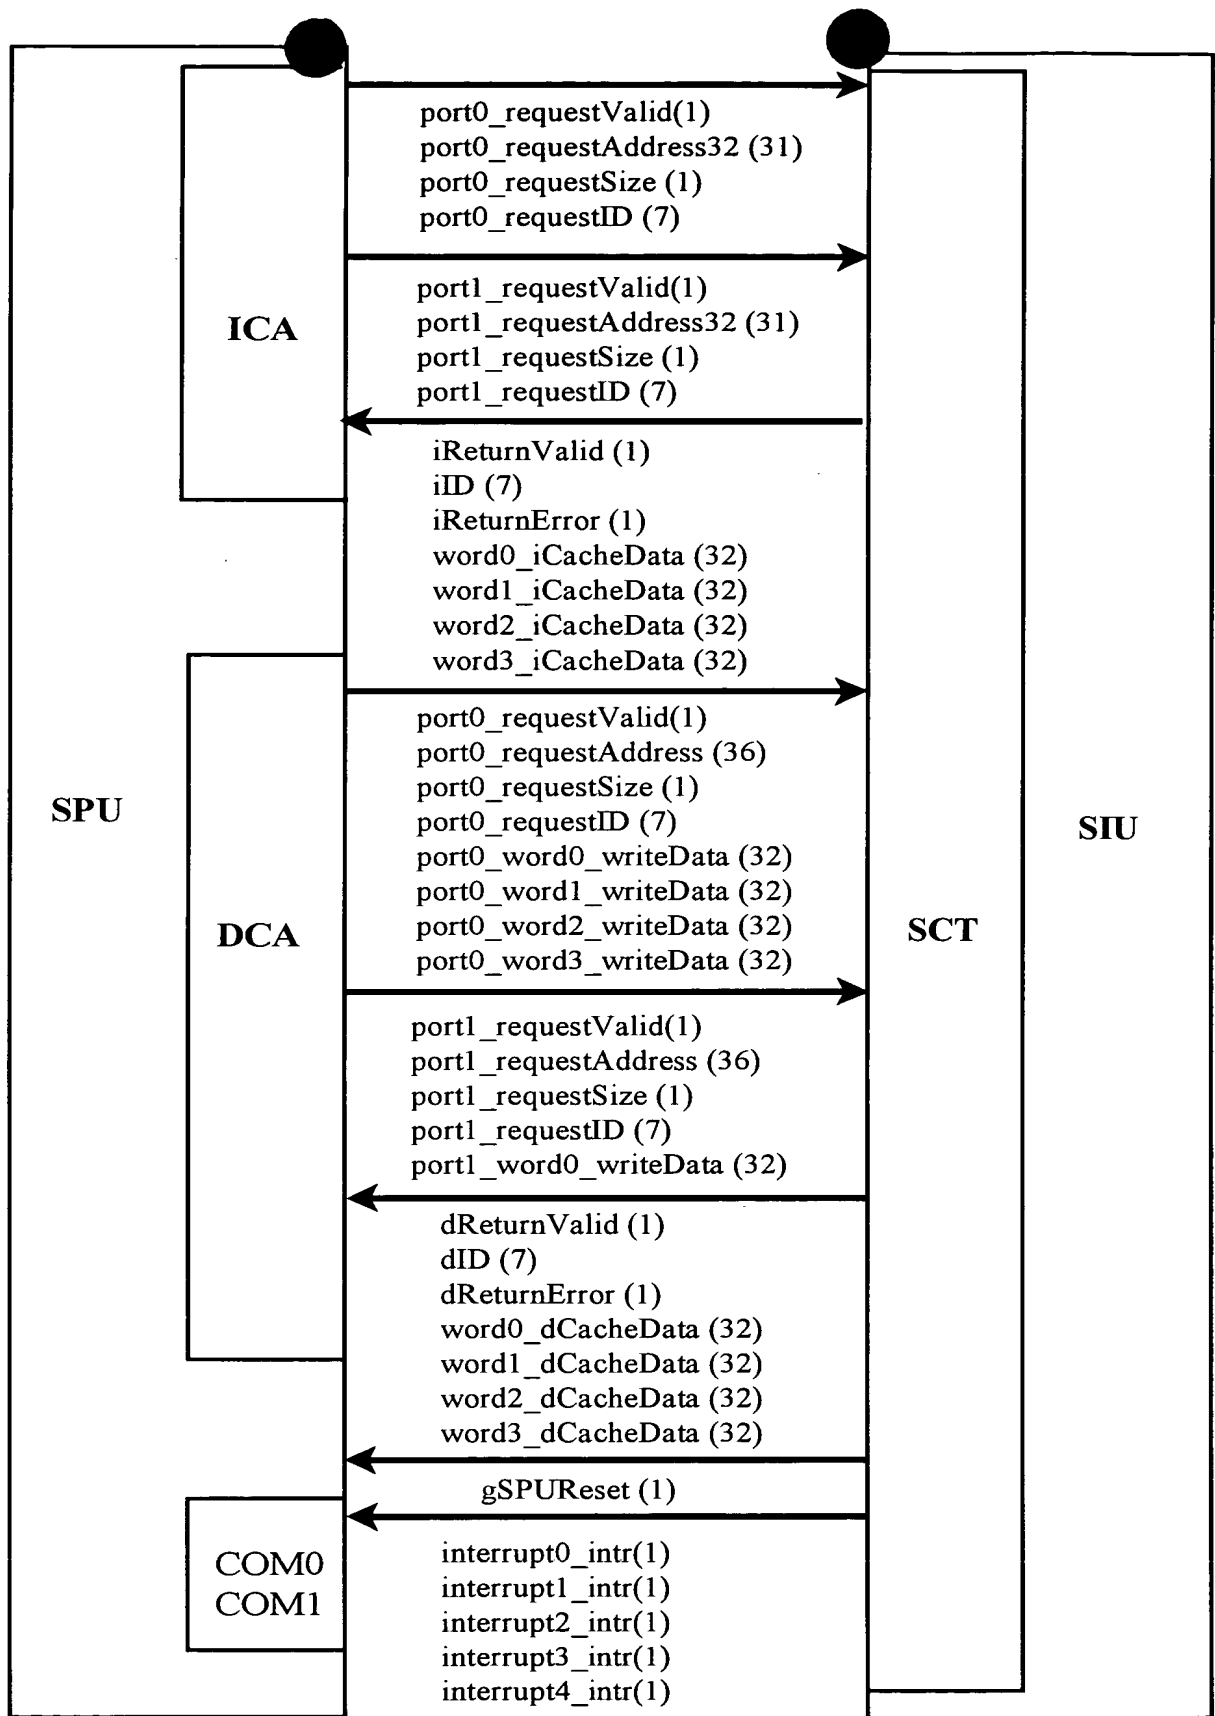 port0_requestValid(1)
port0_requestAddress32 (31)
port0_requestSize (1)
port0_requestID (7)
port1_requestValid(1)
port1_requestAddress32 (31)
port1_requestSize (1)
port1_requestID (7)
ICA
iReturnValid (1)
iID (7)
iReturnError (1)
word0_iCacheData (32)
word1_iCacheData (32)
word2_iCacheData (32)
word3_iCacheData (32)
port0_requestValid(1)
port0_requestAddress (36)
port0_requestSize (1)
port0_requestID (7)
port0_word0_writeData (32)
port0_word1_writeData (32)
port0_word2_writeData (32)
port0_word3_writeData (32)
SPU
DCA
SCT
SIU
port1_requestValid(1)
port1_requestAddress (36)
port1_requestSize (1)
port1_requestID (7)
port1_word0_writeData (32)
dReturnValid (1)
dID (7)
dReturnError (1)
word0_dCacheData (32)
word1_dCacheData (32)
word2_dCacheData (32)
word3_dCacheData (32)
gSPUReset (1)
COM0
COM1
interrupt0_intr(1)
interrupt1_intr(1)
interrupt2_intr(1)
interrupt3_intr(1)
interrupt4_intr(1)